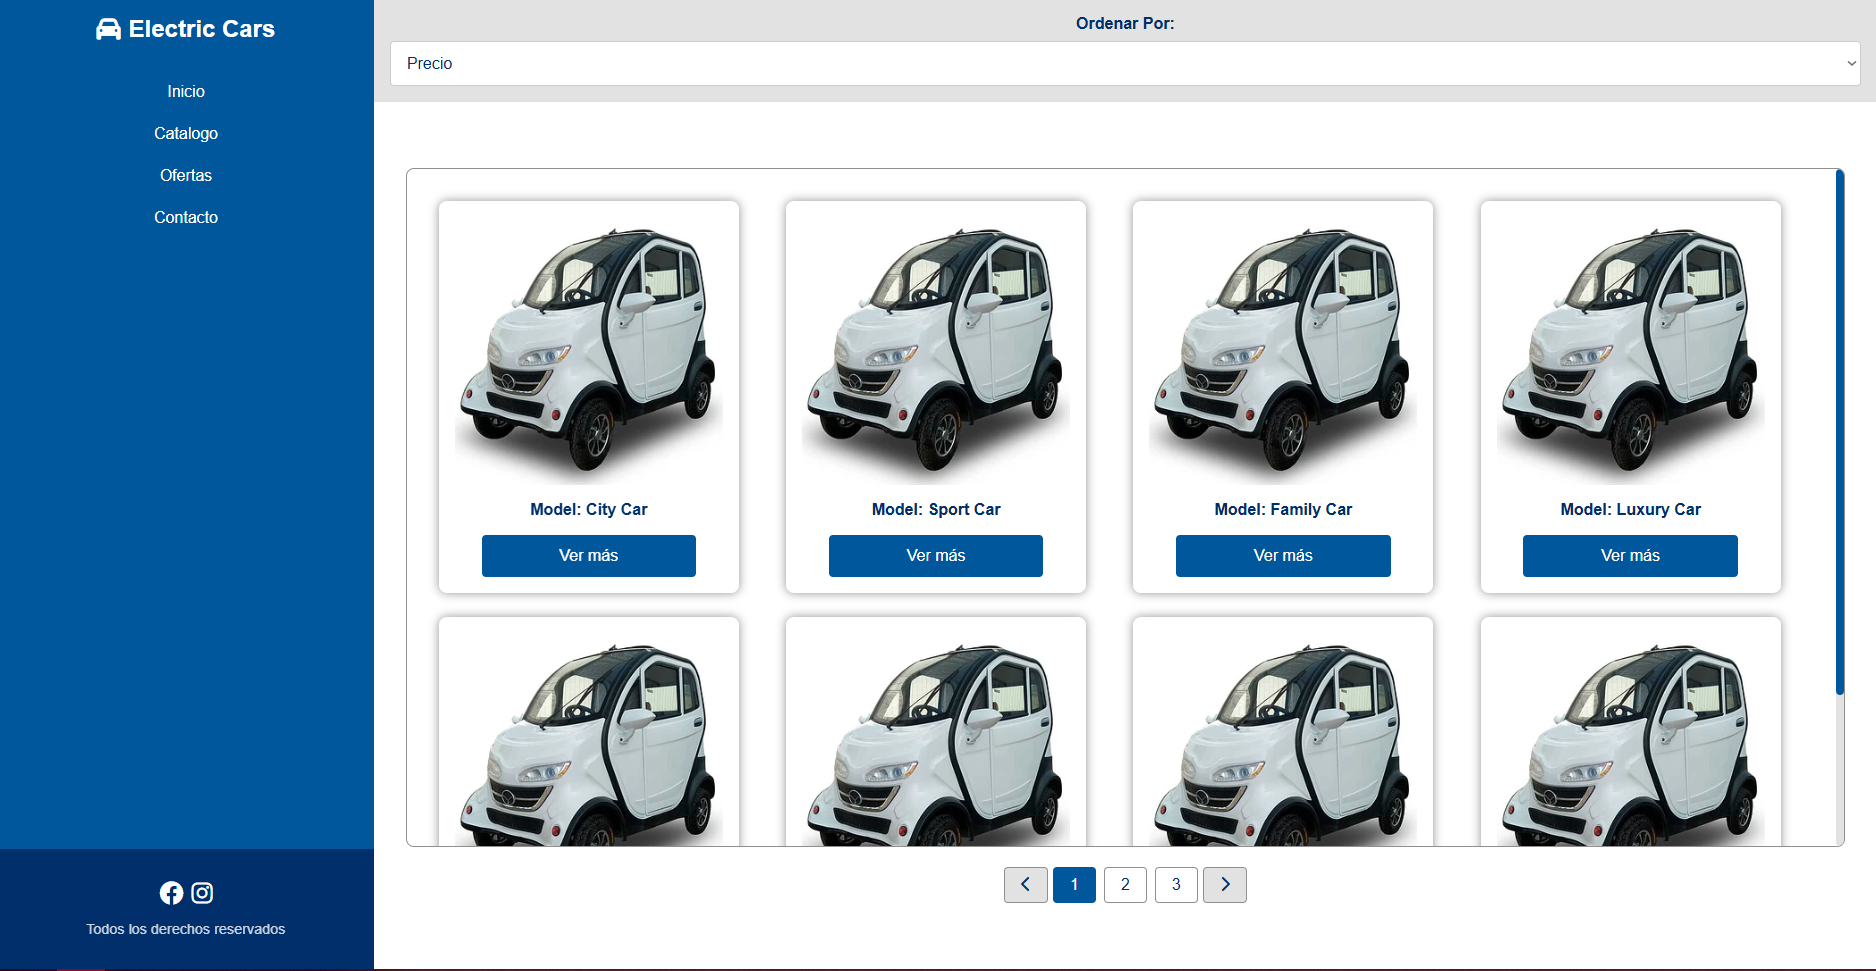 Electric Cars
Inicio
Catalogo
Ofertas
Contacto
Todos los derechos reservados
Ordenar Por:
Precio
Model: City Car
Ver más
Model: Sport Car
Ver más
Model: Family Car
Ver más
Model: Luxury Car
Ver más
1 2 3